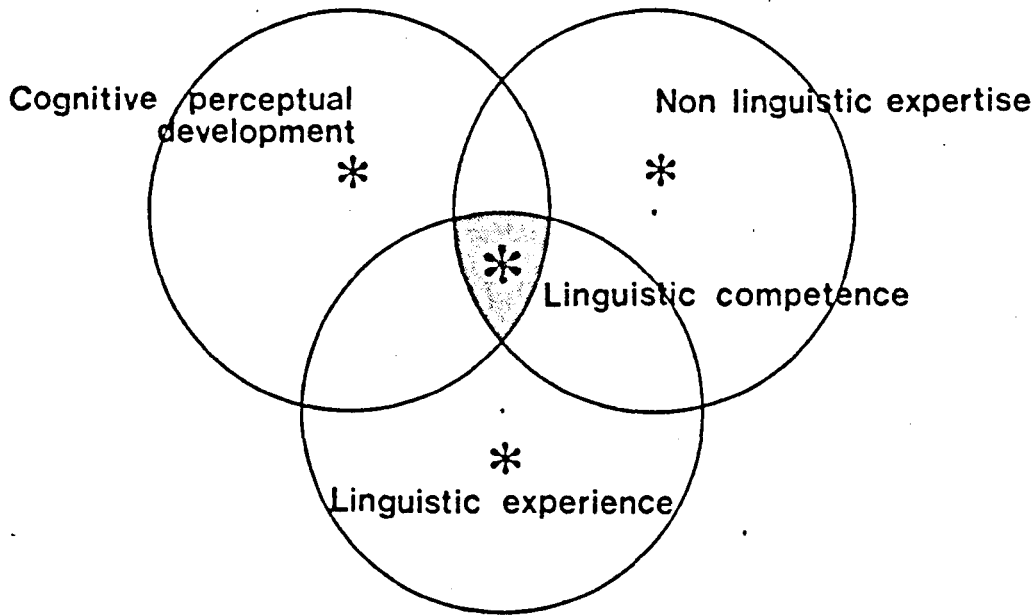 Cognitive perceptual
development
Non linguistic expertise
Linguistic competence
Linguistic experience